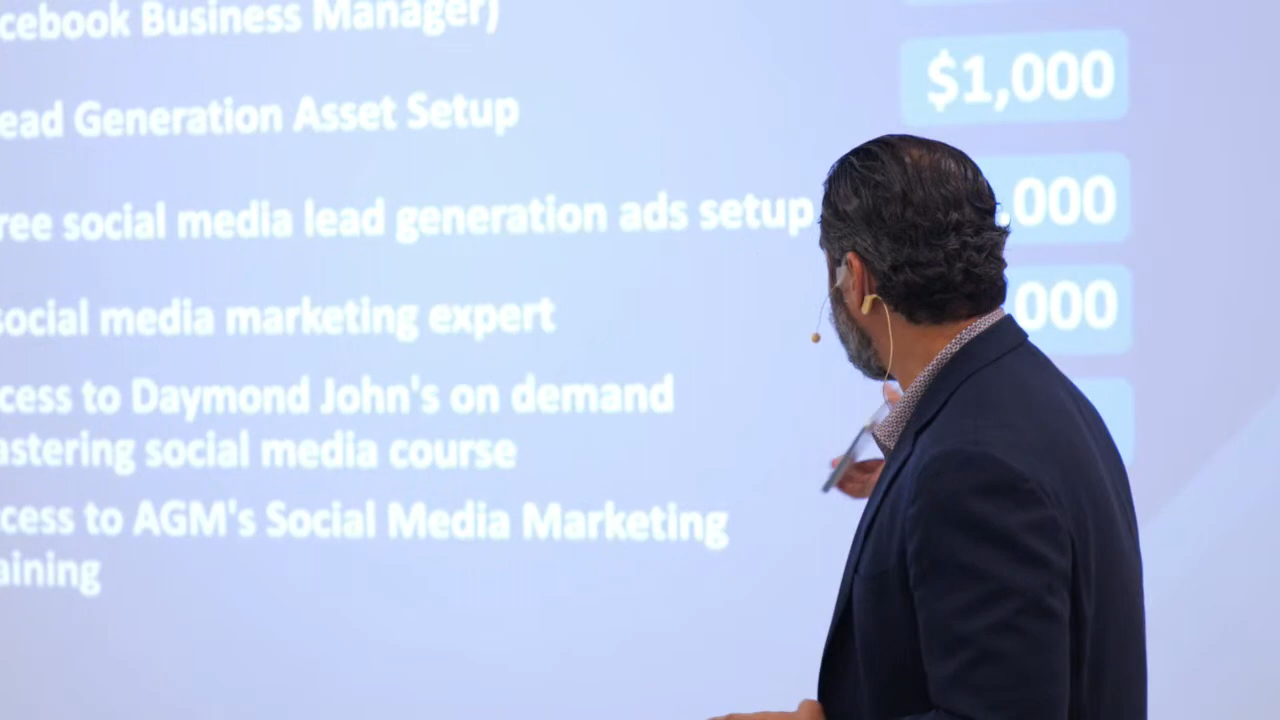 cebook Business Manager)
$1,000
ead Generation Asset Setup
ree social media lead generation ads setup
,000
social media marketing expert
000
cess to Daymond John's on demand
astering social media course
cess to AGM's Social Media Marketing
aining